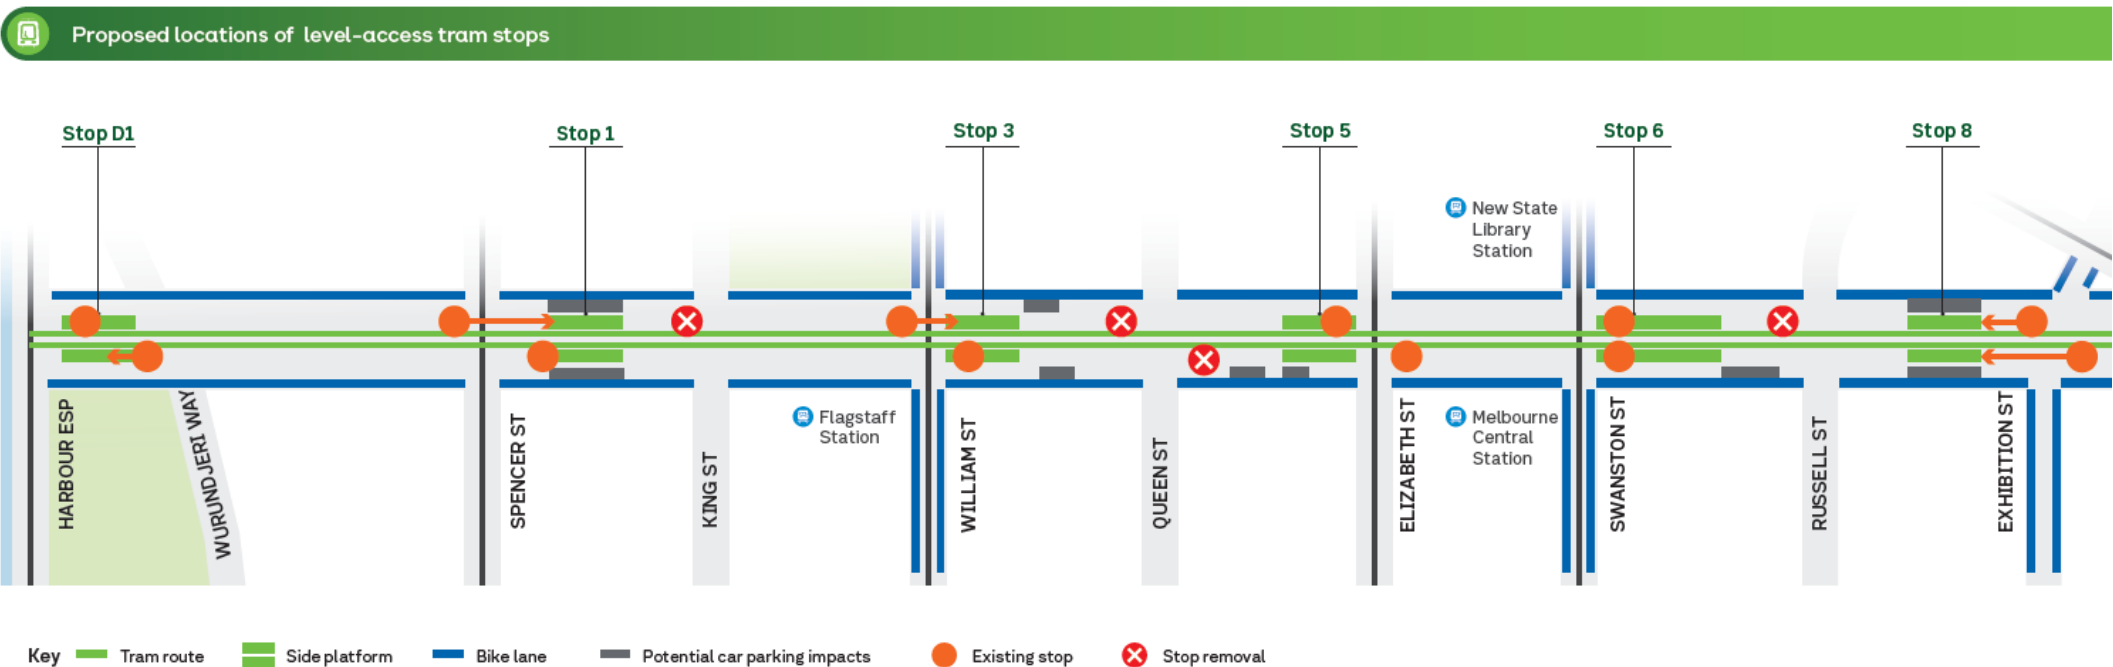 Proposed locations of level-access tram stops
Stop D1
Stop 1
Stop 3
Stop 5
Stop 6
Stop 8
New State
Library
Station
Flagstaff
Station
Melbourne
Central
Station
HARBOUR ESP
WURUNDJERI WAY
SPENCER ST
KING ST
WILLIAM ST
QUEEN ST
ELIZABETH ST
SWANSTON ST
RUSSELL ST
EXHIBITION ST
Key
Tram route
Side platform
Bike lane
Potential car parking impacts
Existing stop
Stop removal